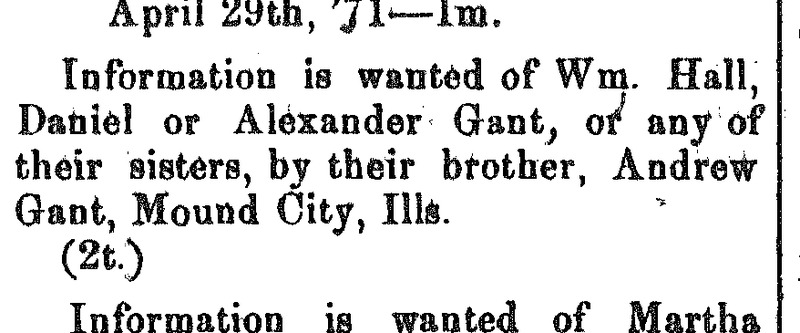 April 29th, '71—1m.
Information is wanted of Wm. Hall,
Daniel or Alexander Gant, or any of
their sisters, by their brother, Andrew
Gant, Mound City, Ills.
(2t.)
Information is wanted of Martha